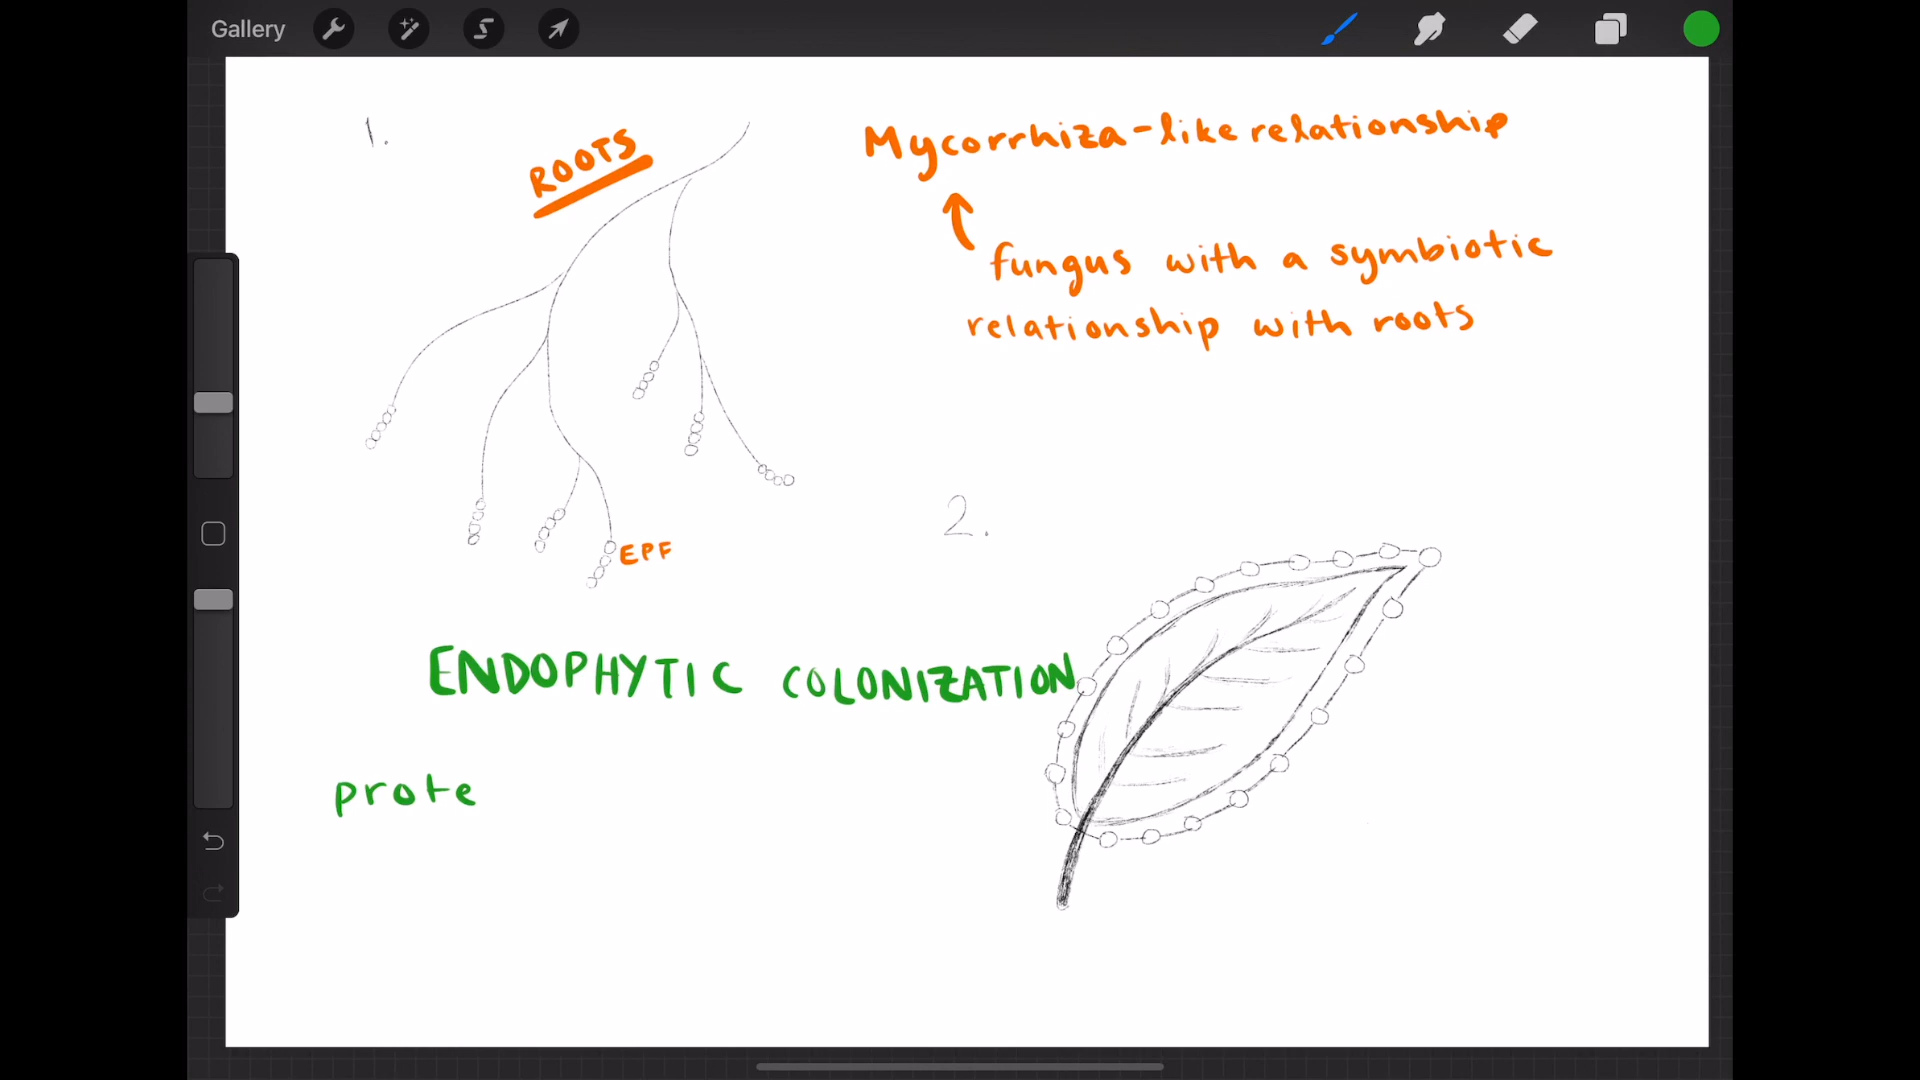 Gallery
1.
ROOTS
Mycorrhiza-like relationship
fungus with a symbiotic
relationship with roots
EPF
2.
ENDOPHYTIC COLONIZATION
prote